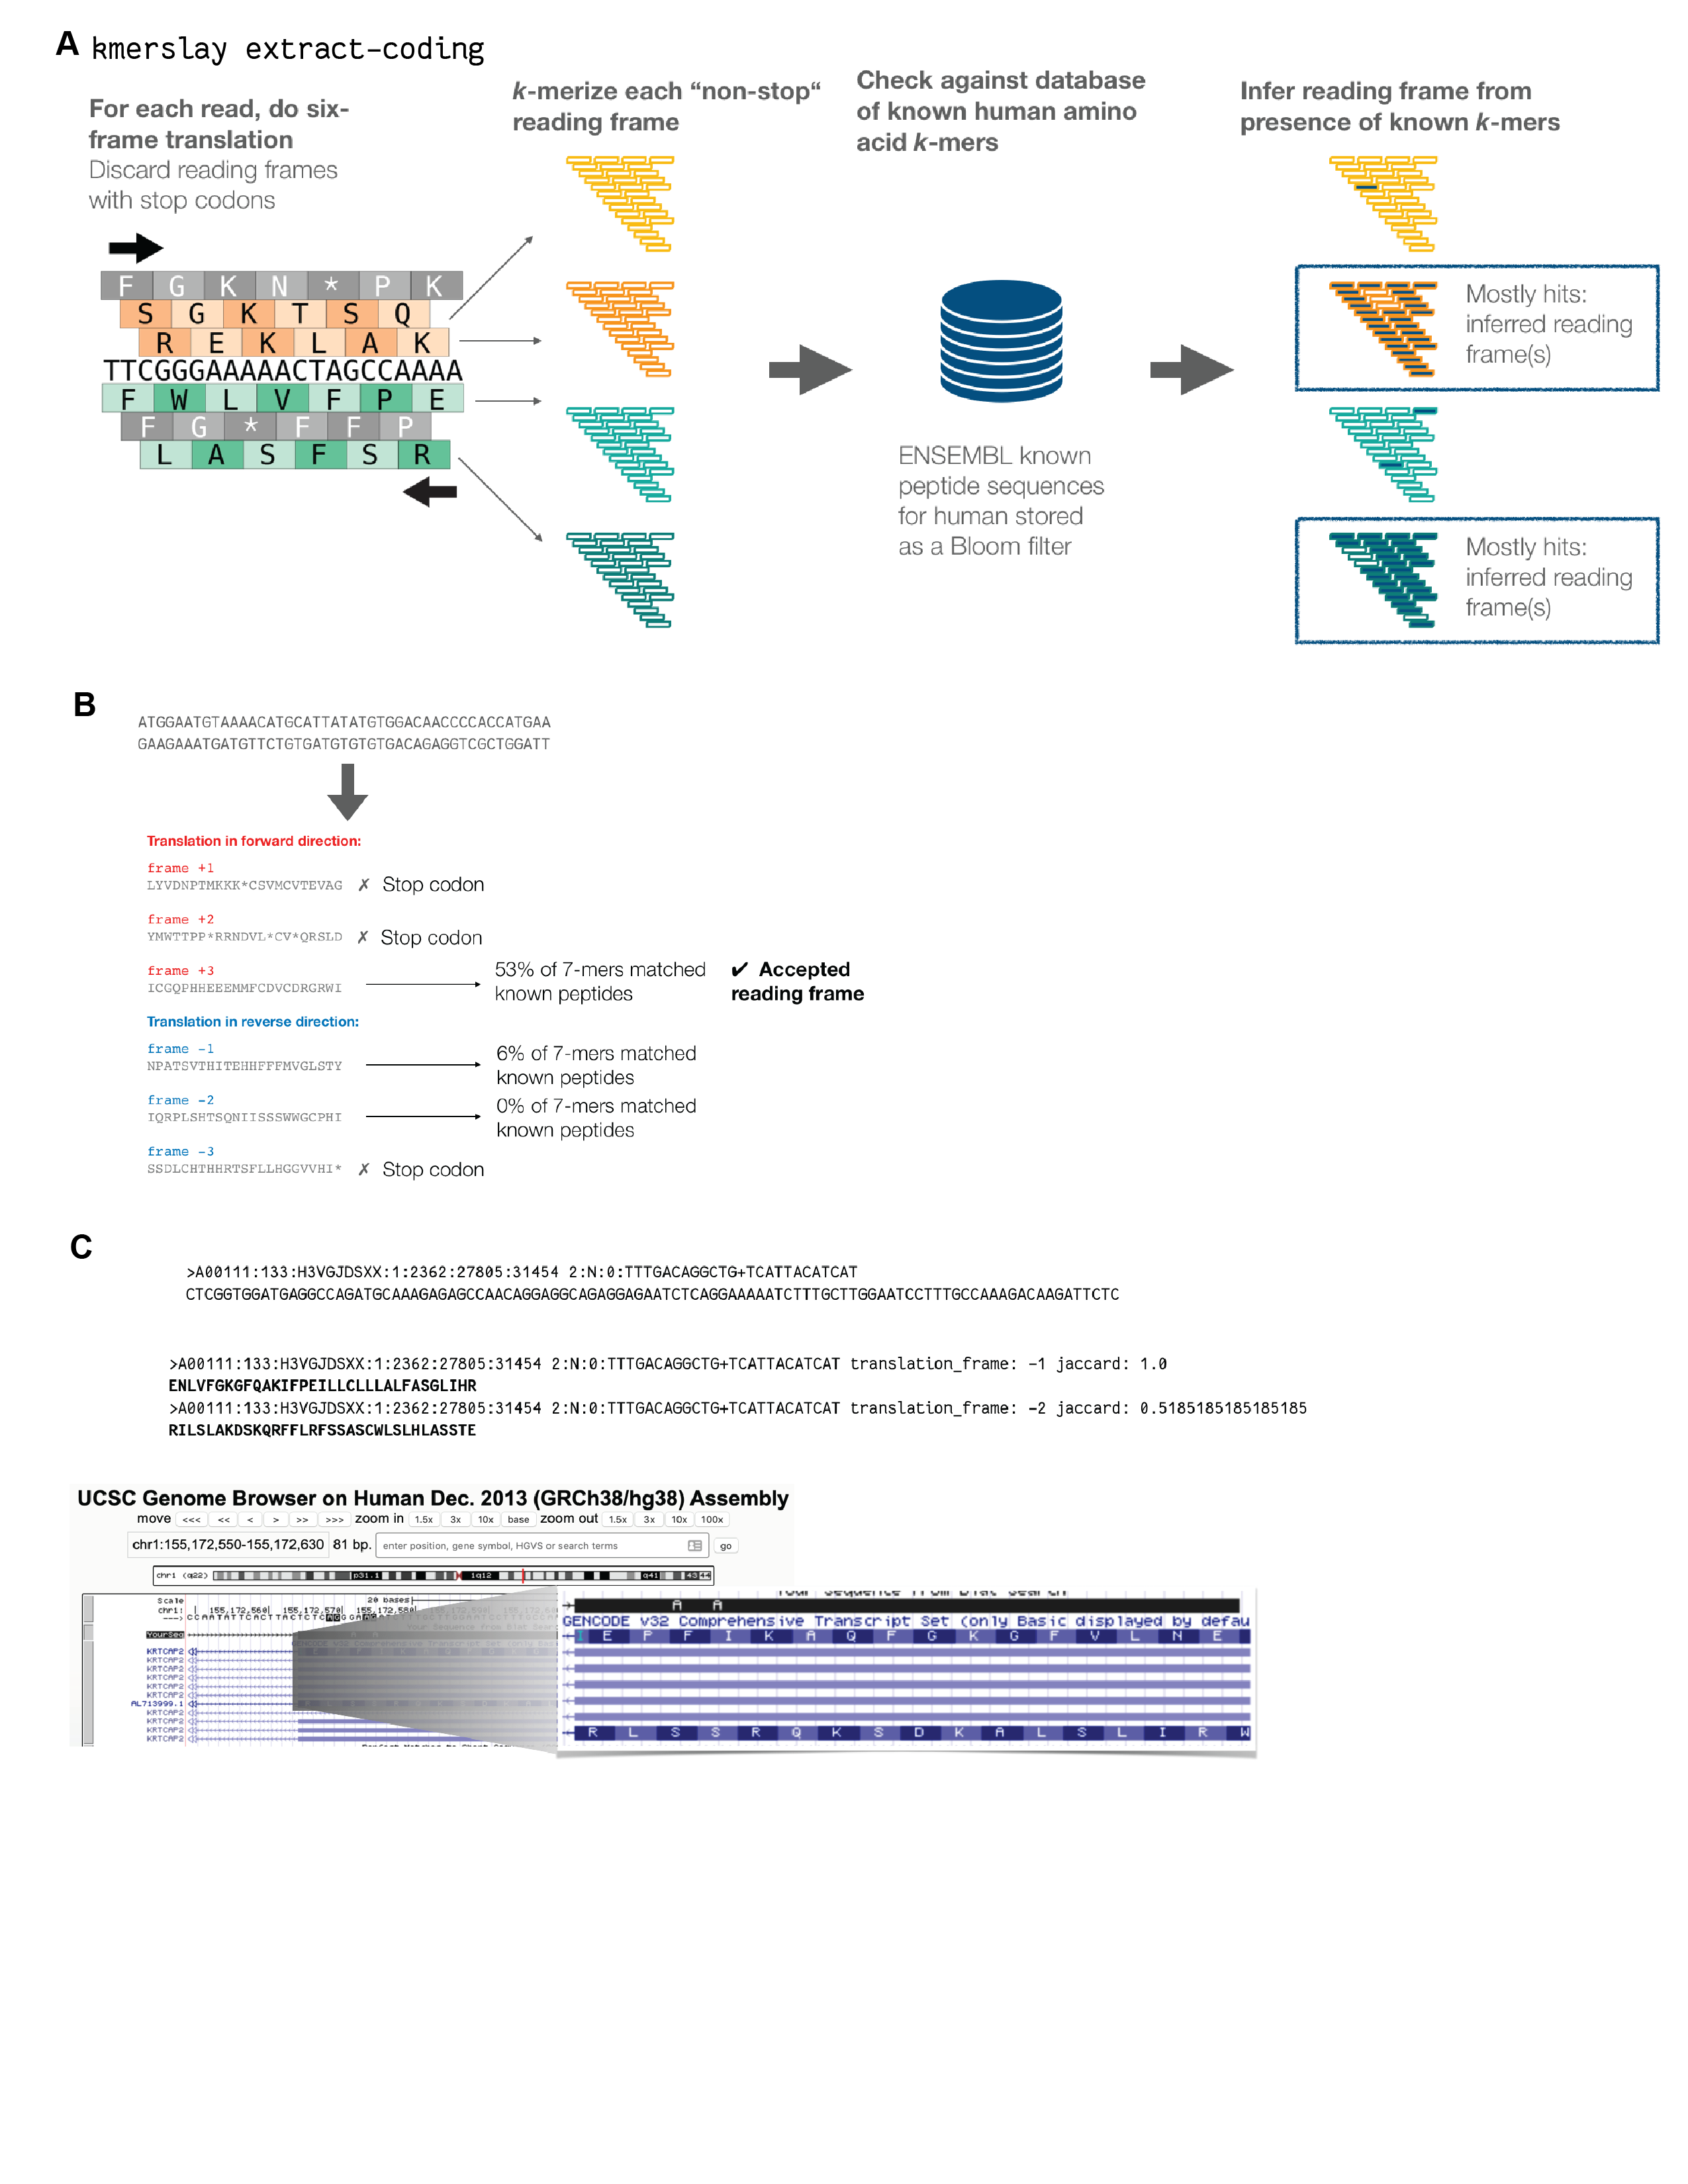 A kmerslay extract-coding
For each read, do six-
frame translation
Discard reading frames
with stop codons
k-merize each “non-stop“
reading frame
Check against database
of known human amino
acid k-mers
Infer reading frame from
presence of known k-mers
F G K N * P K
S G K T S Q
R E K L A K
TTCGGGAAAAACTAGCCAAAA
F W L V F P E
F G * F F P
L A S F S R
ENSEMBL known
peptide sequences
for human stored
as a Bloom filter
Mostly hits:
inferred reading
frame(s)
Mostly hits:
inferred reading
frame(s)
B
ATGGAATGTAAAACATGCATTATATGTGGACAACCCCACCATGAA
GAAGAAATGATGTTCTGTGATGTGTGTGACAGAGGTCGCTGGATT
Translation in forward direction:
frame +1
LYVDNPTMKKK*CSVMCVTEVAG ✗ Stop codon
frame +2
YMWTTPP*RRNDVL*CV*QRSLD ✗ Stop codon
frame +3
ICGQPHHEEEMMFCDVCDRGRWI
53% of 7-mers matched
known peptides
✔ Accepted
reading frame
Translation in reverse direction:
frame -1
NPATSVTHITEHHFFFMVGLSTY
6% of 7-mers matched
known peptides
frame -2
IQRPLSHTSQNIISSSWWGCPHI
0% of 7-mers matched
known peptides
frame -3
SSDLCHTHHRTSFLLHGGVVHI* ✗ Stop codon
C
>A00111:133:H3VGJDSXX:1:2362:27805:31454 2:N:0:TTTGACAGGCTG+TCATTACATCAT
CTCGGTGGATGAGGCCAGATGCAAAGAGAGCCAACAGGAGGCAGAGGAGAATCTCAGGAAAAATCTTTGCTTGGAATCCTTTGCCAAAGACAAGATTCTC
>A00111:133:H3VGJDSXX:1:2362:27805:31454 2:N:0:TTTGACAGGCTG+TCATTACATCAT translation_frame: -1 jaccard: 1.0
ENLVFGKGFQAKIFPEILLCLLLALFASGLIHR
>A00111:133:H3VGJDSXX:1:2362:27805:31454 2:N:0:TTTGACAGGCTG+TCATTACATCAT translation_frame: -2 jaccard: 0.5185185185185185
RILSLAKDSKQRFFLRFSSASCWLSLHLASSTE
UCSC Genome Browser on Human Dec. 2013 (GRCh38/hg38) Assembly
move <<< << < > >> >>> zoom in 1.5x 3x 10x base zoom out 1.5x 3x 10x 100x
chr1:155,172,550-155,172,630 81 bp. enter position, gene symbol, HGVS or search terms go
chr1 (q22) p31.1 1q12 q41 43 44
Scale 20 bases
chr1: 155,172,560 155,172,570 155,172,580
--->
YourSeq
KRTCAP2
KRTCAP2
KRTCAP2
KRTCAP2
KRTCAP2
KRTCAP2
AL713999.1
KRTCAP2
KRTCAP2
KRTCAP2
KRTCAP2
A A
GENCODE v32 Comprehensive Transcript Set (only Basic displayed by defau
I E P F I K A Q F G K G F V L N E
R L S S R Q K S D K A L S L I R W